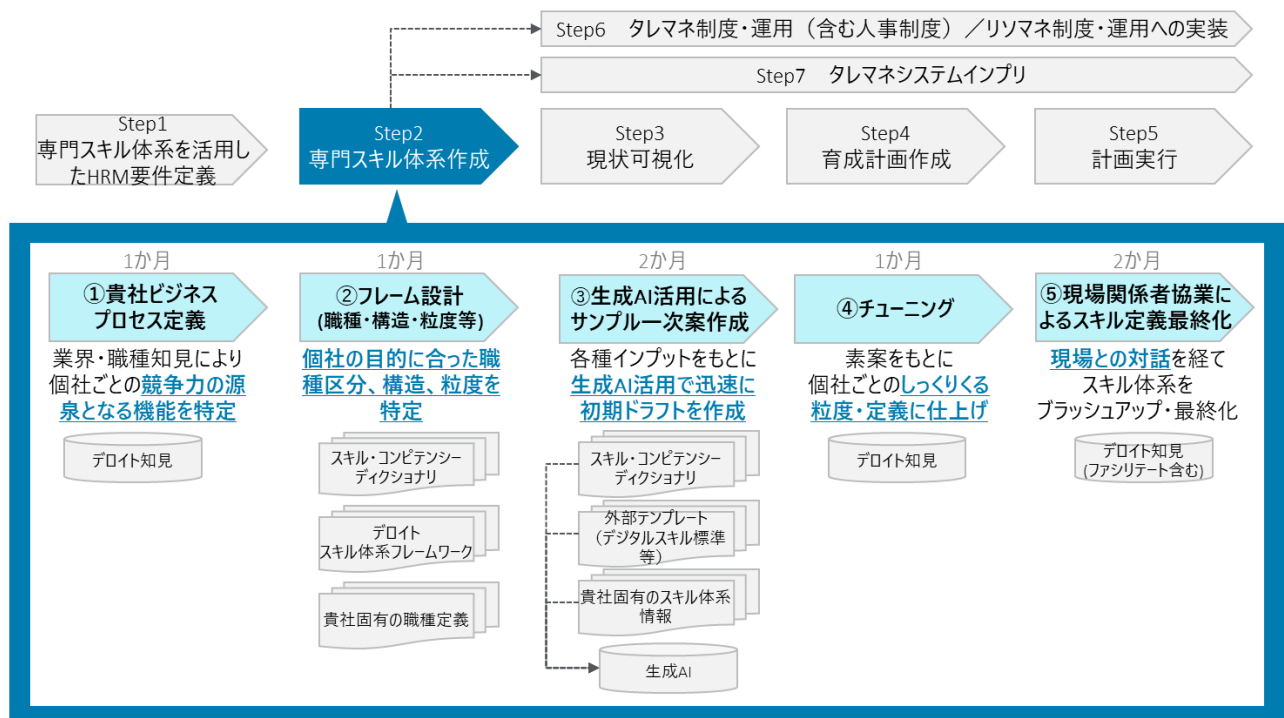 Step6 タレマネ制度・運用（含む人事制度）／リソマネ制度・運用への実装
Step7 タレマネシステムインプリ
Step1
専門スキル体系を活用し
たHRM要件定義
Step2
専門スキル体系作成
Step3
現状可視化
Step4
育成計画作成
Step5
計画実行
1か月
①貴社ビジネス
プロセス定義
業界・職種知見により
個社ごとの競争力の源
泉となる機能を特定
デロイト知見
1か月
②フレーム設計
(職種・構造・粒度等)
個社の目的に合った職
種区分、構造、粒度を
特定
スキル・コンピテンシー
ディクショナリ
デロイト
スキル体系フレームワーク
貴社固有の職種定義
2か月
③生成AI活用による
サンプル一次案作成
各種インプットをもとに
生成AI活用で迅速に
初期ドラフトを作成
スキル・コンピテンシー
ディクショナリ
外部テンプレート
（デジタルスキル標準
等）
貴社固有のスキル体系
情報
生成AI
1か月
④チューニング
素案をもとに
個社ごとのしっくりくる
粒度・定義に仕上げ
デロイト知見
2か月
⑤現場関係者協業に
よるスキル定義最終化
現場との対話を経て
スキル体系を
ブラッシュアップ・最終化
デロイト知見
(ファシリテート含む)